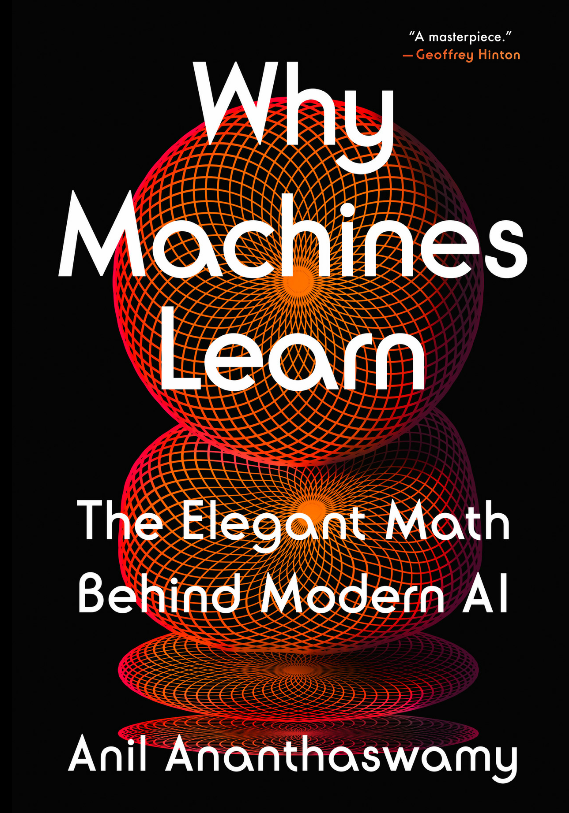 “A masterpiece.”
—Geoffrey Hinton
Why
Machines
Learn
The Elegant Math
Behind Modern AI
Anil Ananthaswamy